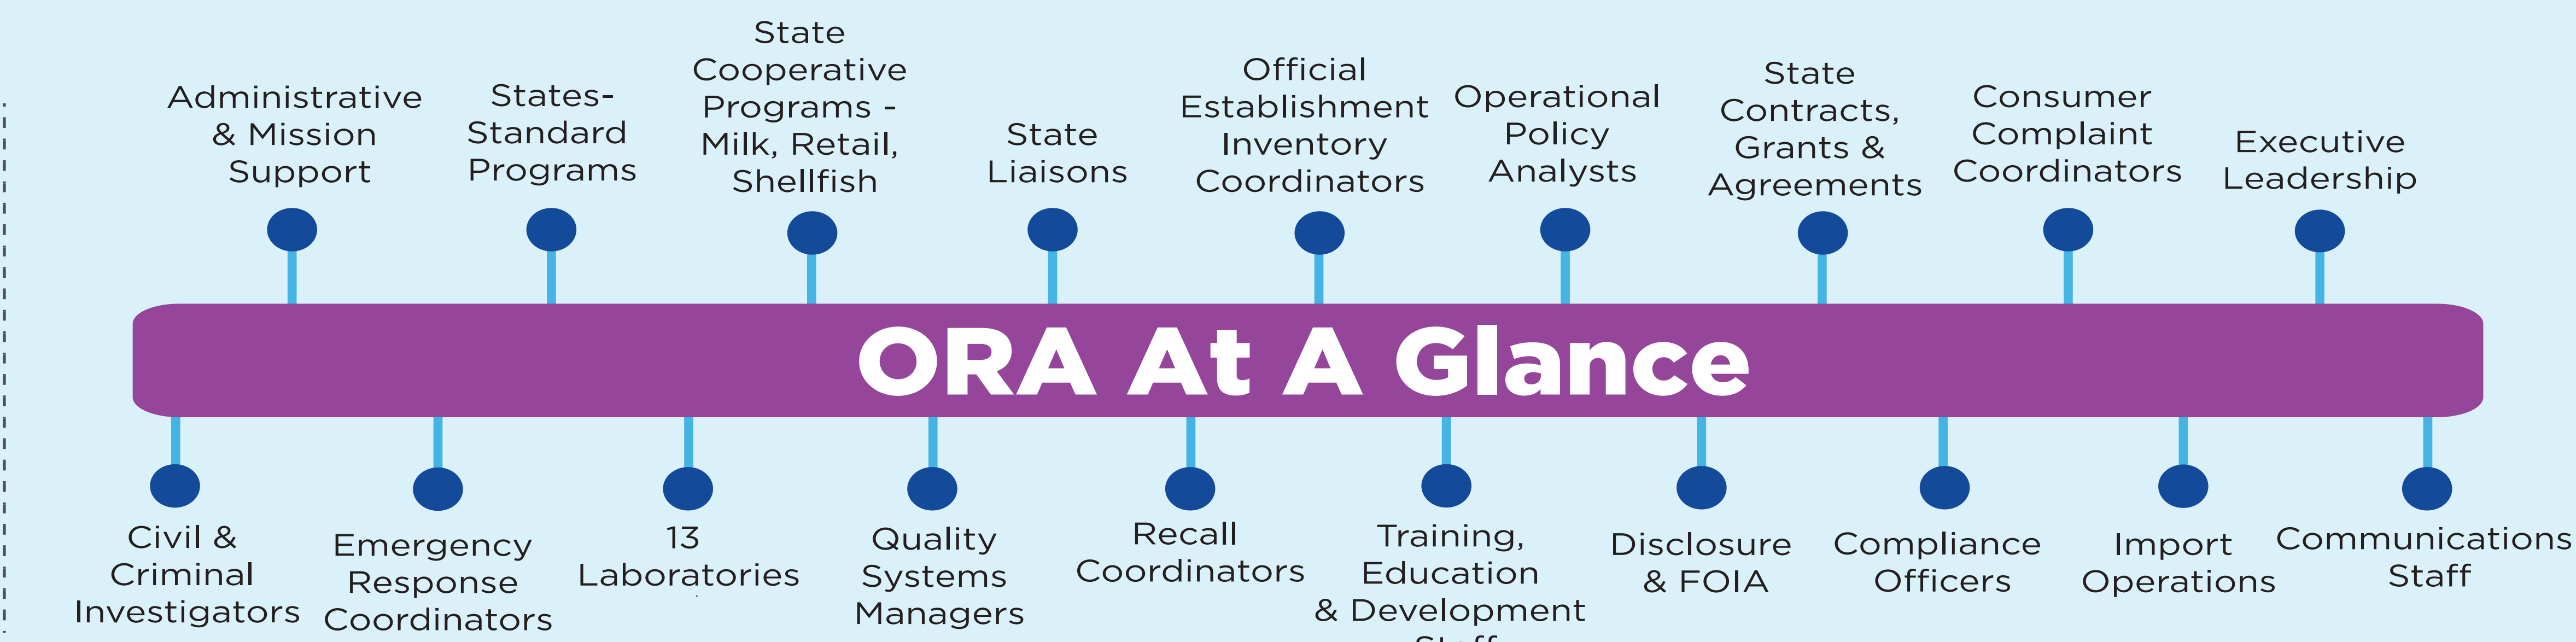 Administrative
& Mission
Support
States-
Standard
Programs
State
Cooperative
Programs -
Milk, Retail,
Shellfish
State
Liaisons
Official
Establishment
Inventory
Coordinators
Operational
Policy
Analysts
State
Contracts,
Grants &
Agreements
Consumer
Complaint
Coordinators
Executive
Leadership
ORA At A Glance
Civil &
Criminal
Investigators
Emergency
Response
Coordinators
13
Laboratories
Quality
Systems
Managers
Recall
Coordinators
Training,
Education
& Development
Staff
Disclosure
& FOIA
Compliance
Officers
Import
Operations
Communications
Staff